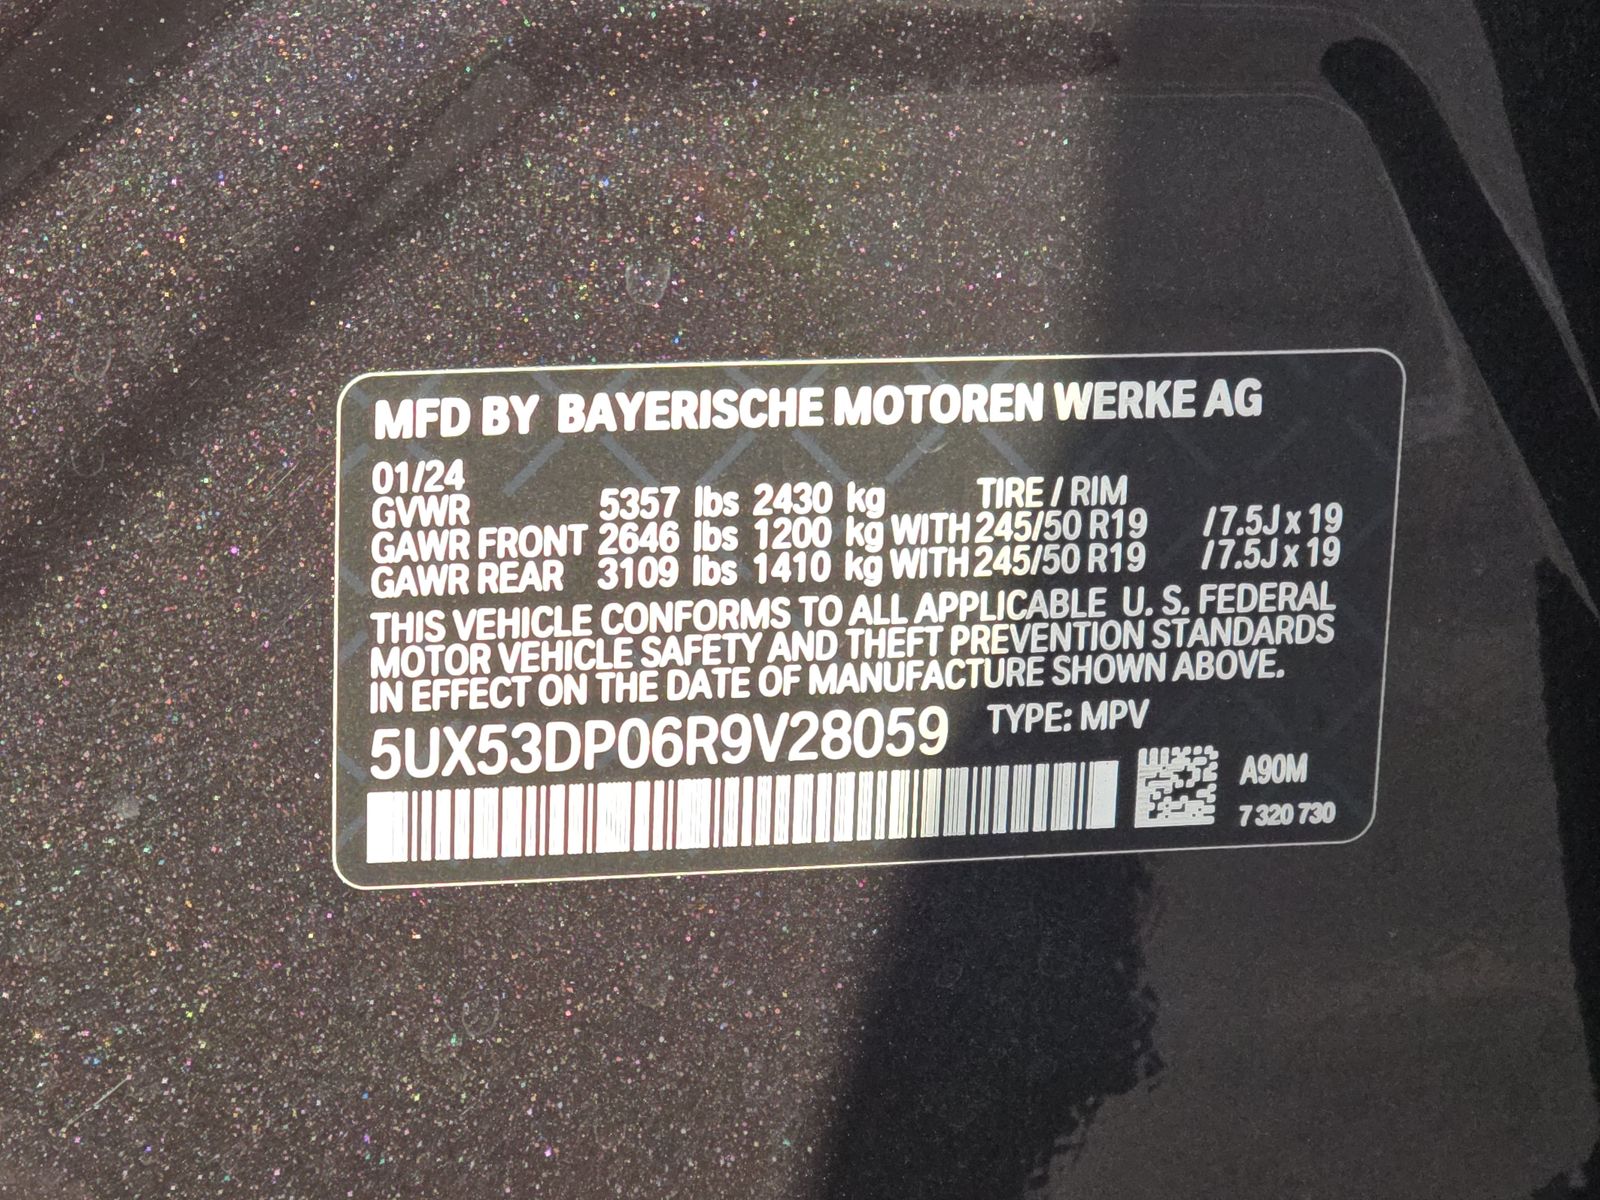 MFD BY BAYERISCHE MOTOREN WERKE AG
01/24
GVWR 5357 lbs 2430 kg TIRE / RIM
GAWR FRONT 2646 lbs 1200 kg WITH 245/50 R19 / 7.5J x 19
GAWR REAR 3109 lbs 1410 kg WITH 245/50 R19 / 7.5J x 19
THIS VEHICLE CONFORMS TO ALL APPLICABLE U. S. FEDERAL
MOTOR VEHICLE SAFETY AND THEFT PREVENTION STANDARDS
IN EFFECT ON THE DATE OF MANUFACTURE SHOWN ABOVE.
5UX53DP06R9V28059 TYPE: MPV
A90M
7 320 730